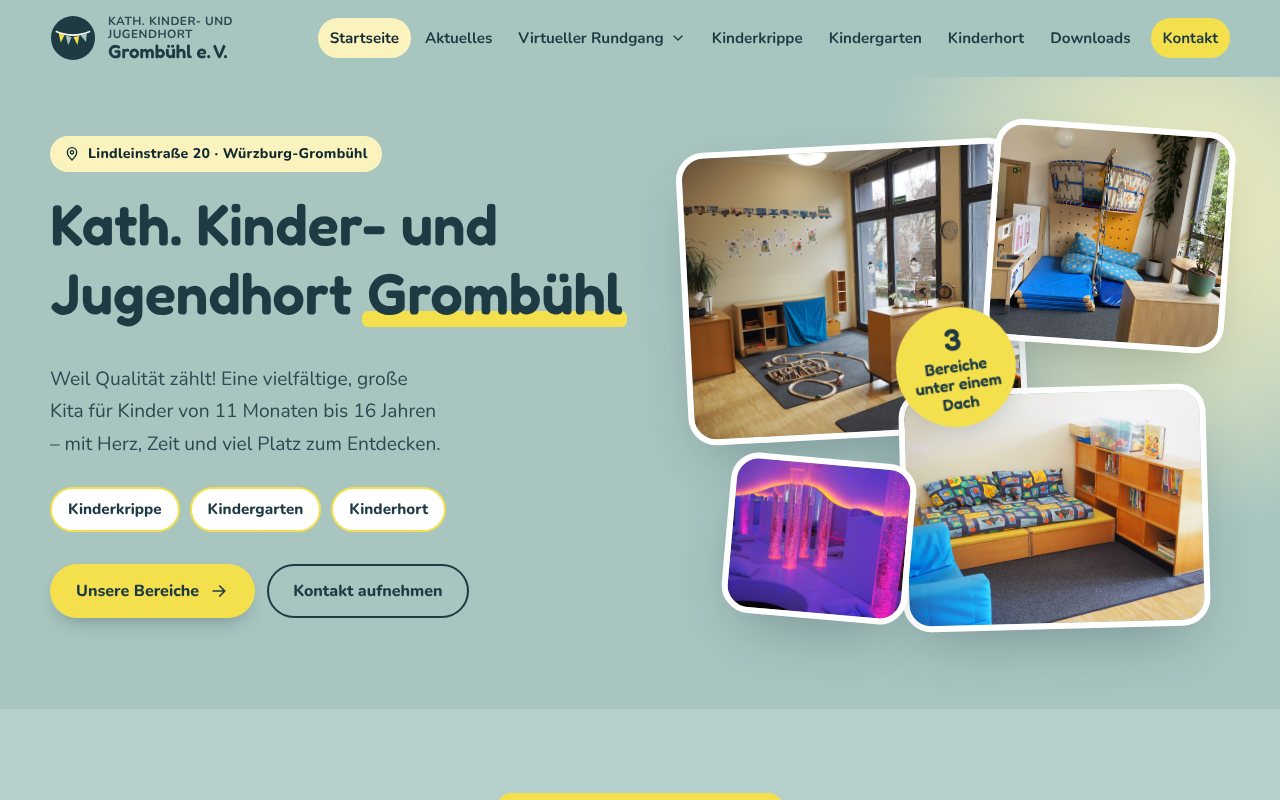 KATH. KINDER- UND
JUGENDHORT
Grombühl e. V.
Startseite
Aktuelles
Virtueller Rundgang
Kinderkrippe
Kindergarten
Kinderhort
Downloads
Kontakt
Lindleinstraße 20 · Würzburg-Grombühl
Kath. Kinder- und
Jugendhort Grombühl
Weil Qualität zählt! Eine vielfältige, große
Kita für Kinder von 11 Monaten bis 16 Jahren
– mit Herz, Zeit und viel Platz zum Entdecken.
Kinderkrippe
Kindergarten
Kinderhort
Unsere Bereiche
Kontakt aufnehmen
3
Bereiche
unter einem
Dach